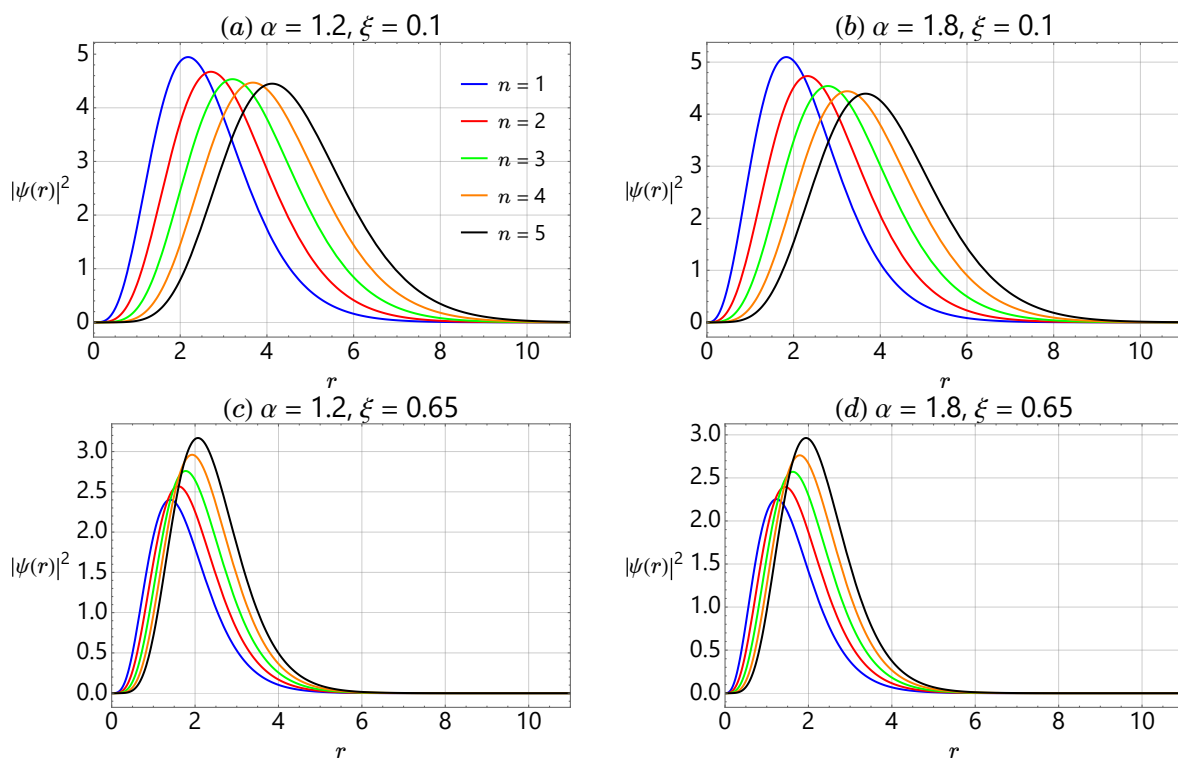 (a) α = 1.2, ξ = 0.1
5
4
3
2
1
0
|ψ(r)|²
n = 1
n = 2
n = 3
n = 4
n = 5
0 2 4 6 8 10
r
(b) α = 1.8, ξ = 0.1
5
4
3
2
1
0
|ψ(r)|²
0 2 4 6 8 10
r
(c) α = 1.2, ξ = 0.65
3.0
2.5
2.0
1.5
1.0
0.5
0.0
|ψ(r)|²
0 2 4 6 8 10
r
(d) α = 1.8, ξ = 0.65
3.0
2.5
2.0
1.5
1.0
0.5
0.0
|ψ(r)|²
0 2 4 6 8 10
r